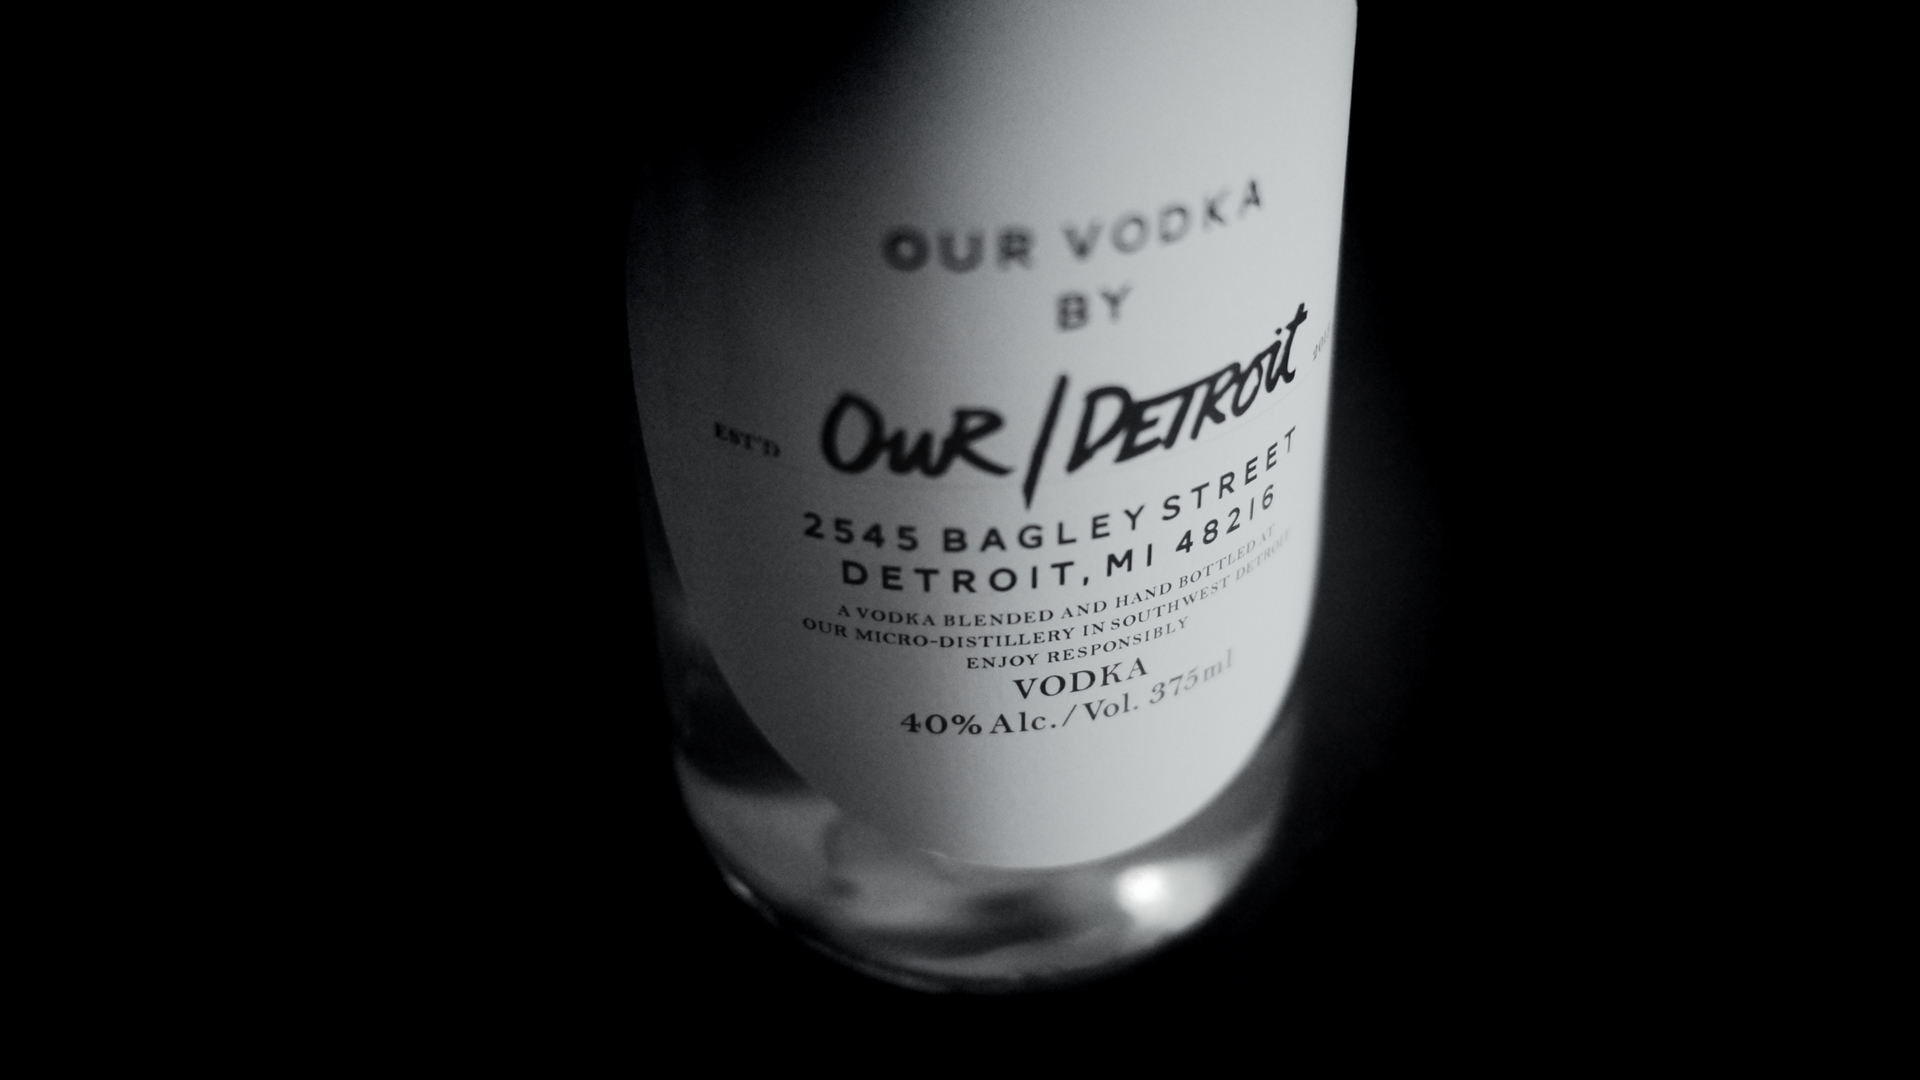 OUR VODKA
BY
EST'D OuR/DETROit
2545 BAGLEY STREET
DETROIT, MI 48216
A VODKA BLENDED AND HAND BOTTLED AT
OUR MICRO-DISTILLERY IN SOUTHWEST DETROIT
ENJOY RESPONSIBLY
VODKA
40% Alc./Vol. 375ml